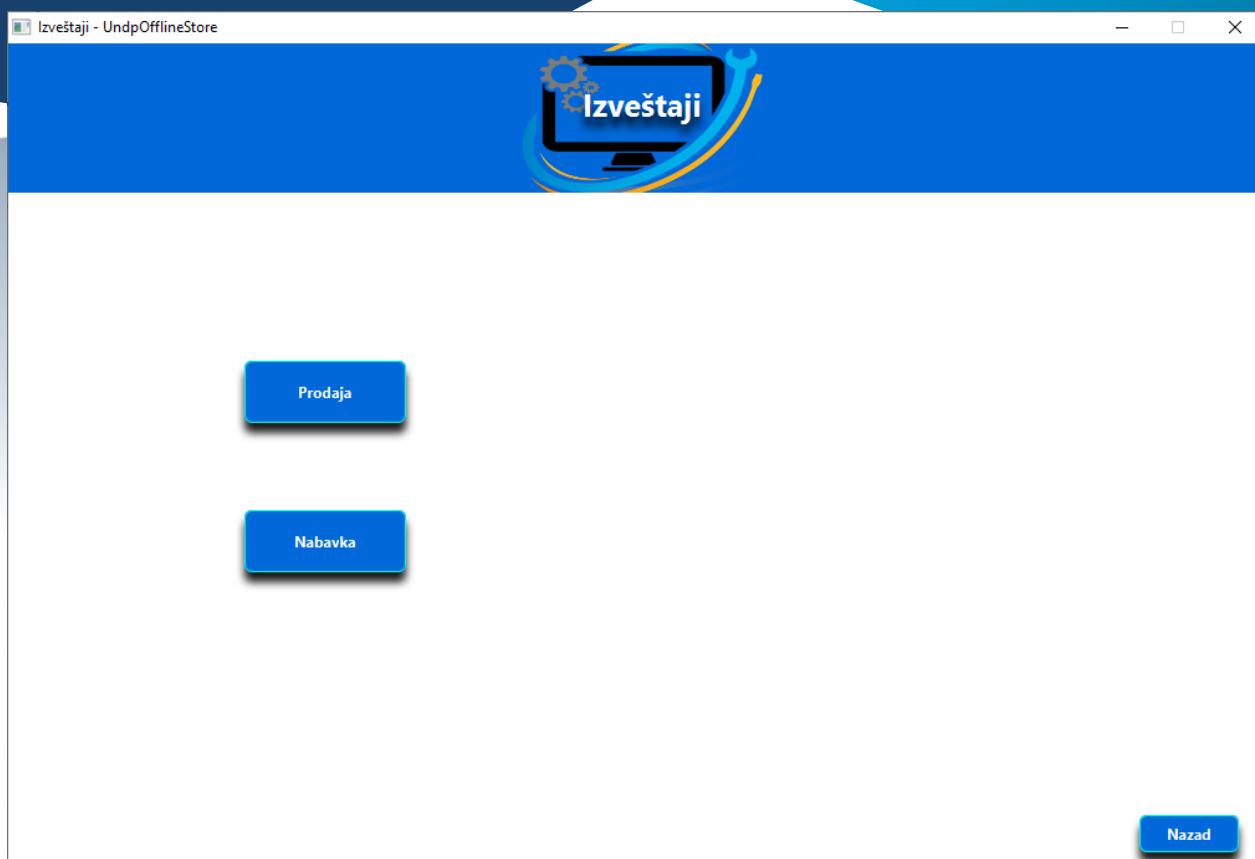 Izveštaji - UndpOfflineStore
Izveštaji
Prodaja
Nabavka
Nazad